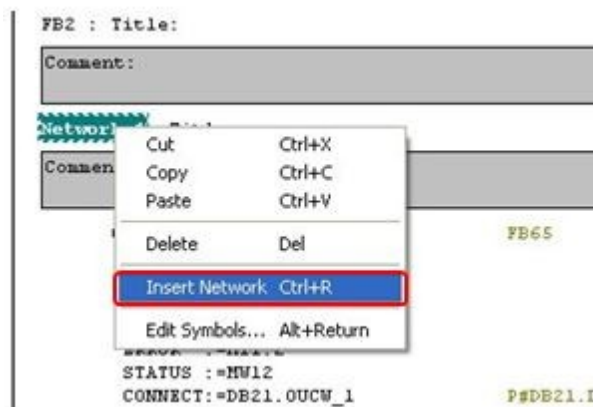 FB2 : Title:
Comment:
Network
Cut Ctrl+X
Commen
Copy Ctrl+C
Paste Ctrl+V
Delete Del
FB65
Insert Network Ctrl+R
Edit Symbols... Alt+Return
STATUS :=MW12
CONNECT:=DB21.OUCW_1 P#DB21.